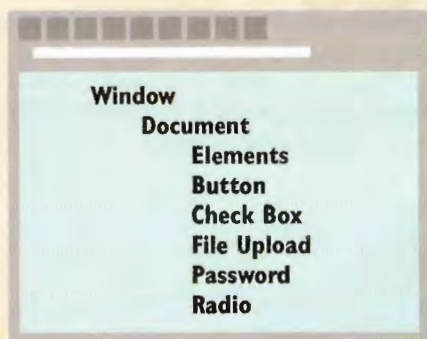 Window
Document
Elements
Button
Check Box
File Upload
Password
Radio